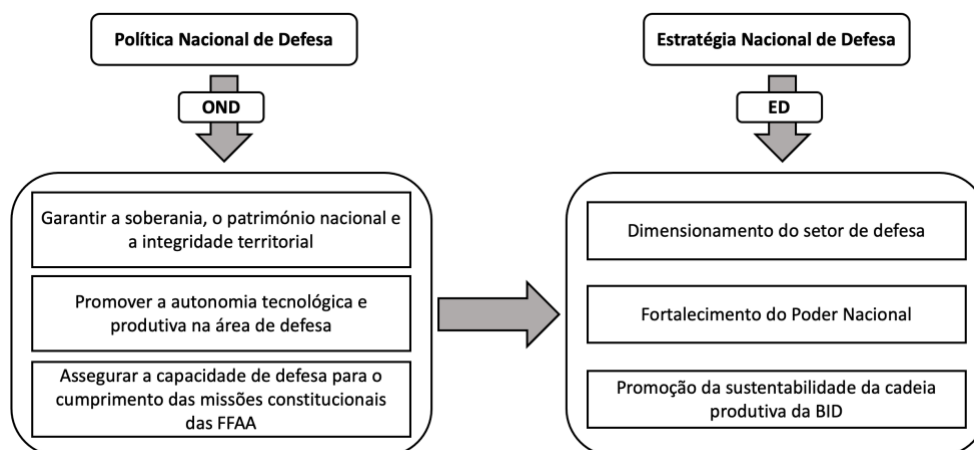 Política Nacional de Defesa
OND
Garantir a soberania, o património nacional e
a integridade territorial
Promover a autonomia tecnológica e
produtiva na área de defesa
Assegurar a capacidade de defesa para o
cumprimento das missões constitucionais
das FFAA
Estratégia Nacional de Defesa
ED
Dimensionamento do setor de defesa
Fortalecimento do Poder Nacional
Promoção da sustentabilidade da cadeia
produtiva da BID